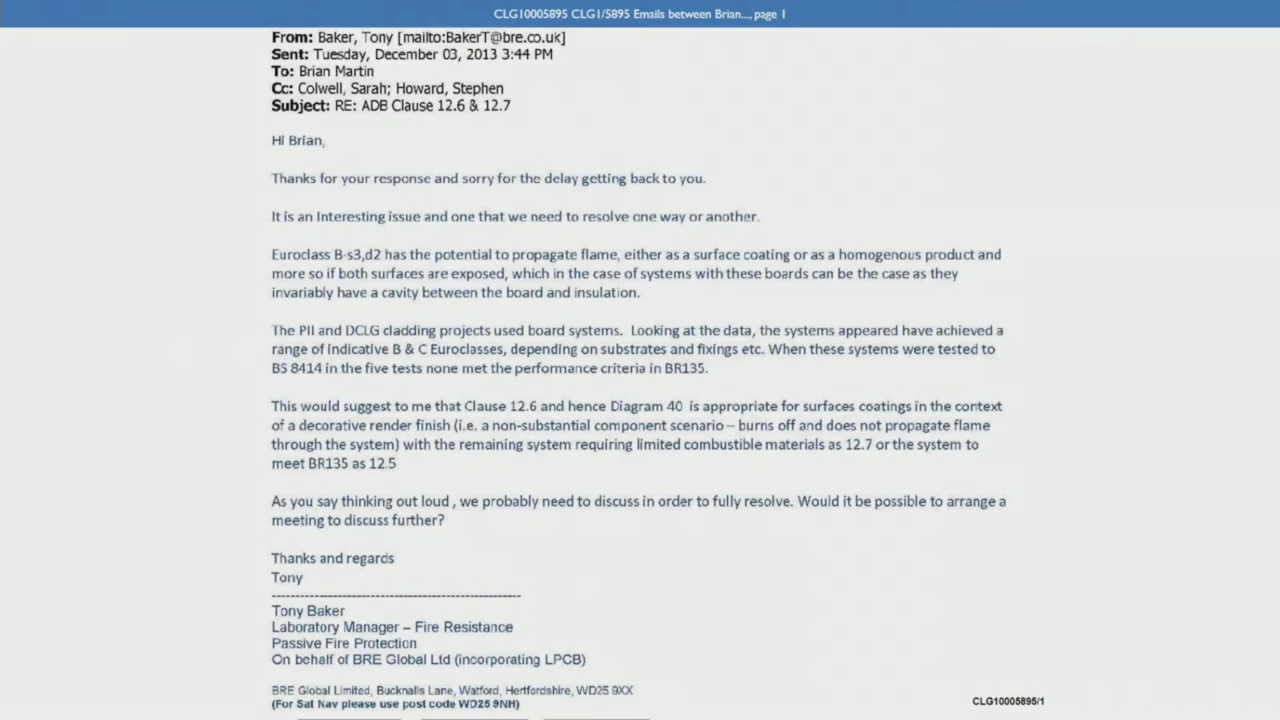 CLG10005895 CLG1/5895 Emails between Brian..., page 1
From: Baker, Tony [mailto:BakerT@bre.co.uk]
Sent: Tuesday, December 03, 2013 3:44 PM
To: Brian Martin
Cc: Colwell, Sarah; Howard, Stephen
Subject: RE: ADB Clause 12.6 & 12.7
Hi Brian,
Thanks for your response and sorry for the delay getting back to you.
It is an Interesting issue and one that we need to resolve one way or another.
Euroclass B-s3,d2 has the potential to propagate flame, either as a surface coating or as a homogenous product and
more so if both surfaces are exposed, which in the case of systems with these boards can be the case as they
invariably have a cavity between the board and insulation.
The PII and DCLG cladding projects used board systems.  Looking at the data, the systems appeared have achieved a
range of indicative B & C Euroclasses, depending on substrates and fixings etc. When these systems were tested to
BS 8414 in the five tests none met the performance criteria in BR135.
This would suggest to me that Clause 12.6 and hence Diagram 40  is appropriate for surfaces coatings in the context
of a decorative render finish (i.e. a non-substantial component scenario – burns off and does not propagate flame
through the system) with the remaining system requiring limited combustible materials as 12.7 or the system to
meet BR135 as 12.5
As you say thinking out loud , we probably need to discuss in order to fully resolve. Would it be possible to arrange a
meeting to discuss further?
Thanks and regards
Tony
----------------------------------------------------
Tony Baker
Laboratory Manager – Fire Resistance
Passive Fire Protection
On behalf of BRE Global Ltd (incorporating LPCB)
BRE Global Limited, Bucknalls Lane, Watford, Hertfordshire, WD25 9XX
(For Sat Nav please use post code WD25 9NH)
CLG10005895/1